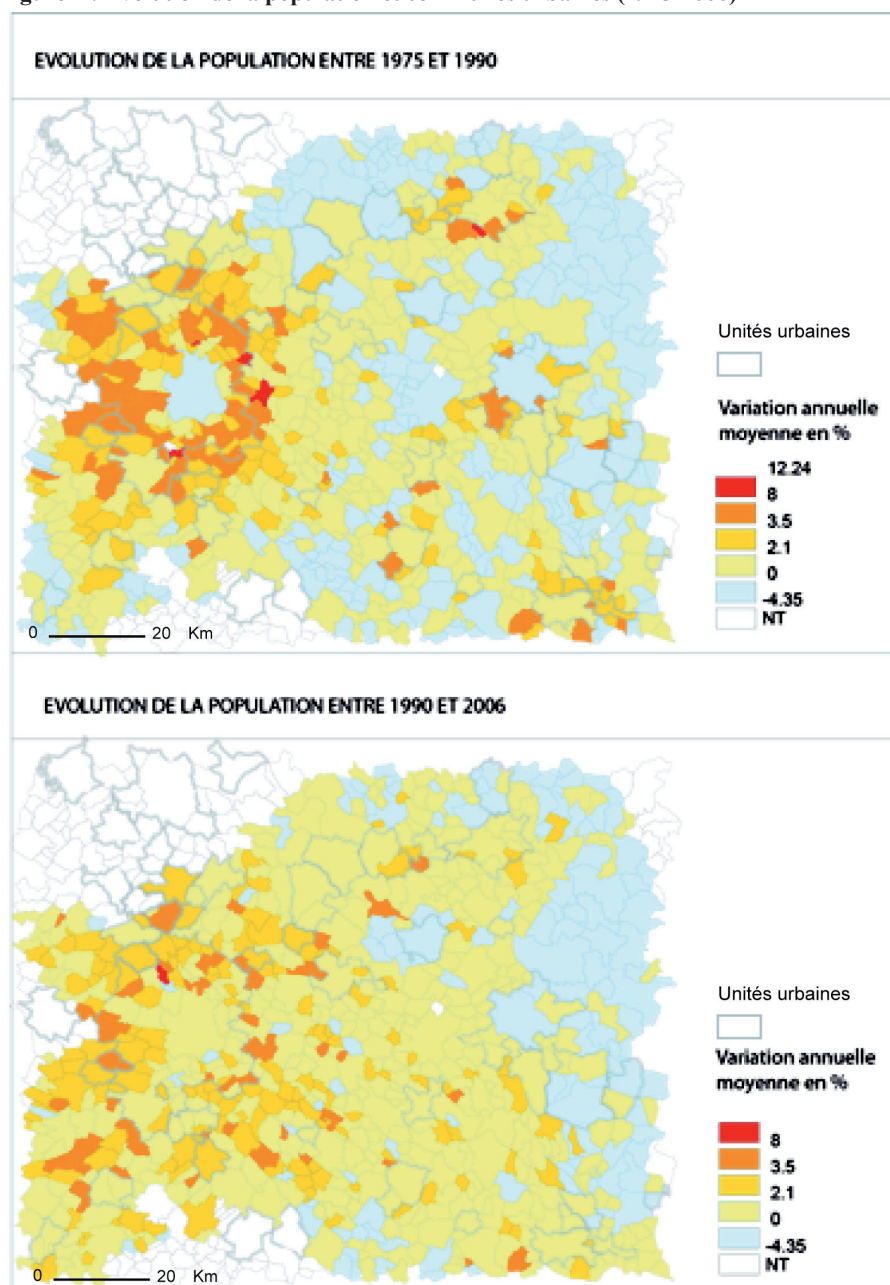 EVOLUTION DE LA POPULATION ENTRE 1975 ET 1990
Unités urbaines
Variation annuelle
moyenne en %
12.24
8
3.5
2.1
0
-4.35
NT
0 20 Km
EVOLUTION DE LA POPULATION ENTRE 1990 ET 2006
Unités urbaines
Variation annuelle
moyenne en %
8
3.5
2.1
0
-4.35
NT
0 20 Km